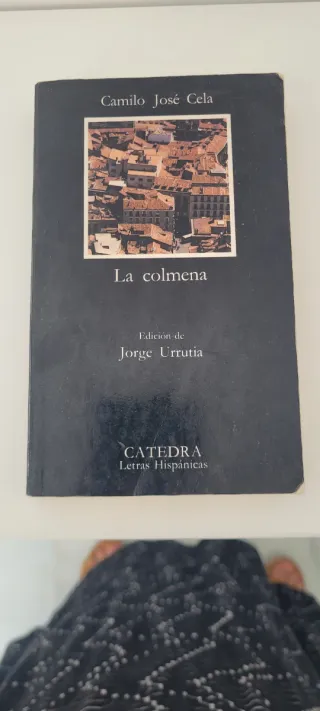 Camilo José Cela
La colmena
Edición de
Jorge Urrutia
CATEDRA
Letras Hispánicas